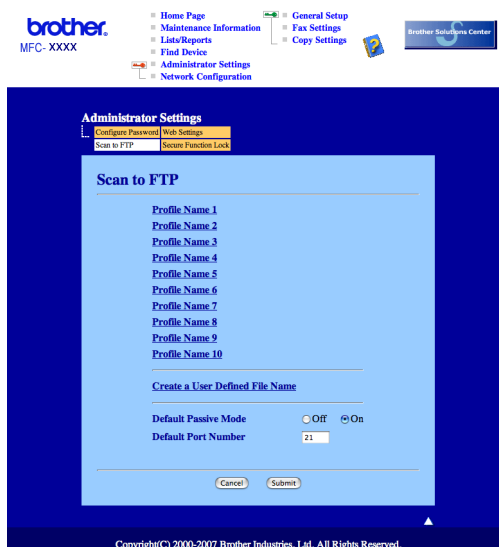 brother.
MFC- XXXX
Home Page
Maintenance Information
Lists/Reports
Find Device
Administrator Settings
Network Configuration
General Setup
Fax Settings
Copy Settings
Brother Solutions Center
Administrator Settings
Configure Password Web Settings
Scan to FTP Secure Function Lock
Scan to FTP
Profile Name 1
Profile Name 2
Profile Name 3
Profile Name 4
Profile Name 5
Profile Name 6
Profile Name 7
Profile Name 8
Profile Name 9
Profile Name 10
Create a User Defined File Name
Default Passive Mode Off On
Default Port Number 21
Cancel Submit
Copyright(C) 2000-2007 Brother Industries, Ltd. All Rights Reserved.